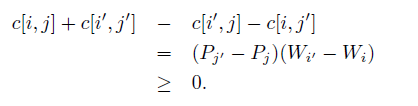 c[i, j] + c[i′, j′] − c[i′, j] − c[i, j′]
= (P_{j′} − P_j)(W_{i′} − W_i)
≥ 0.